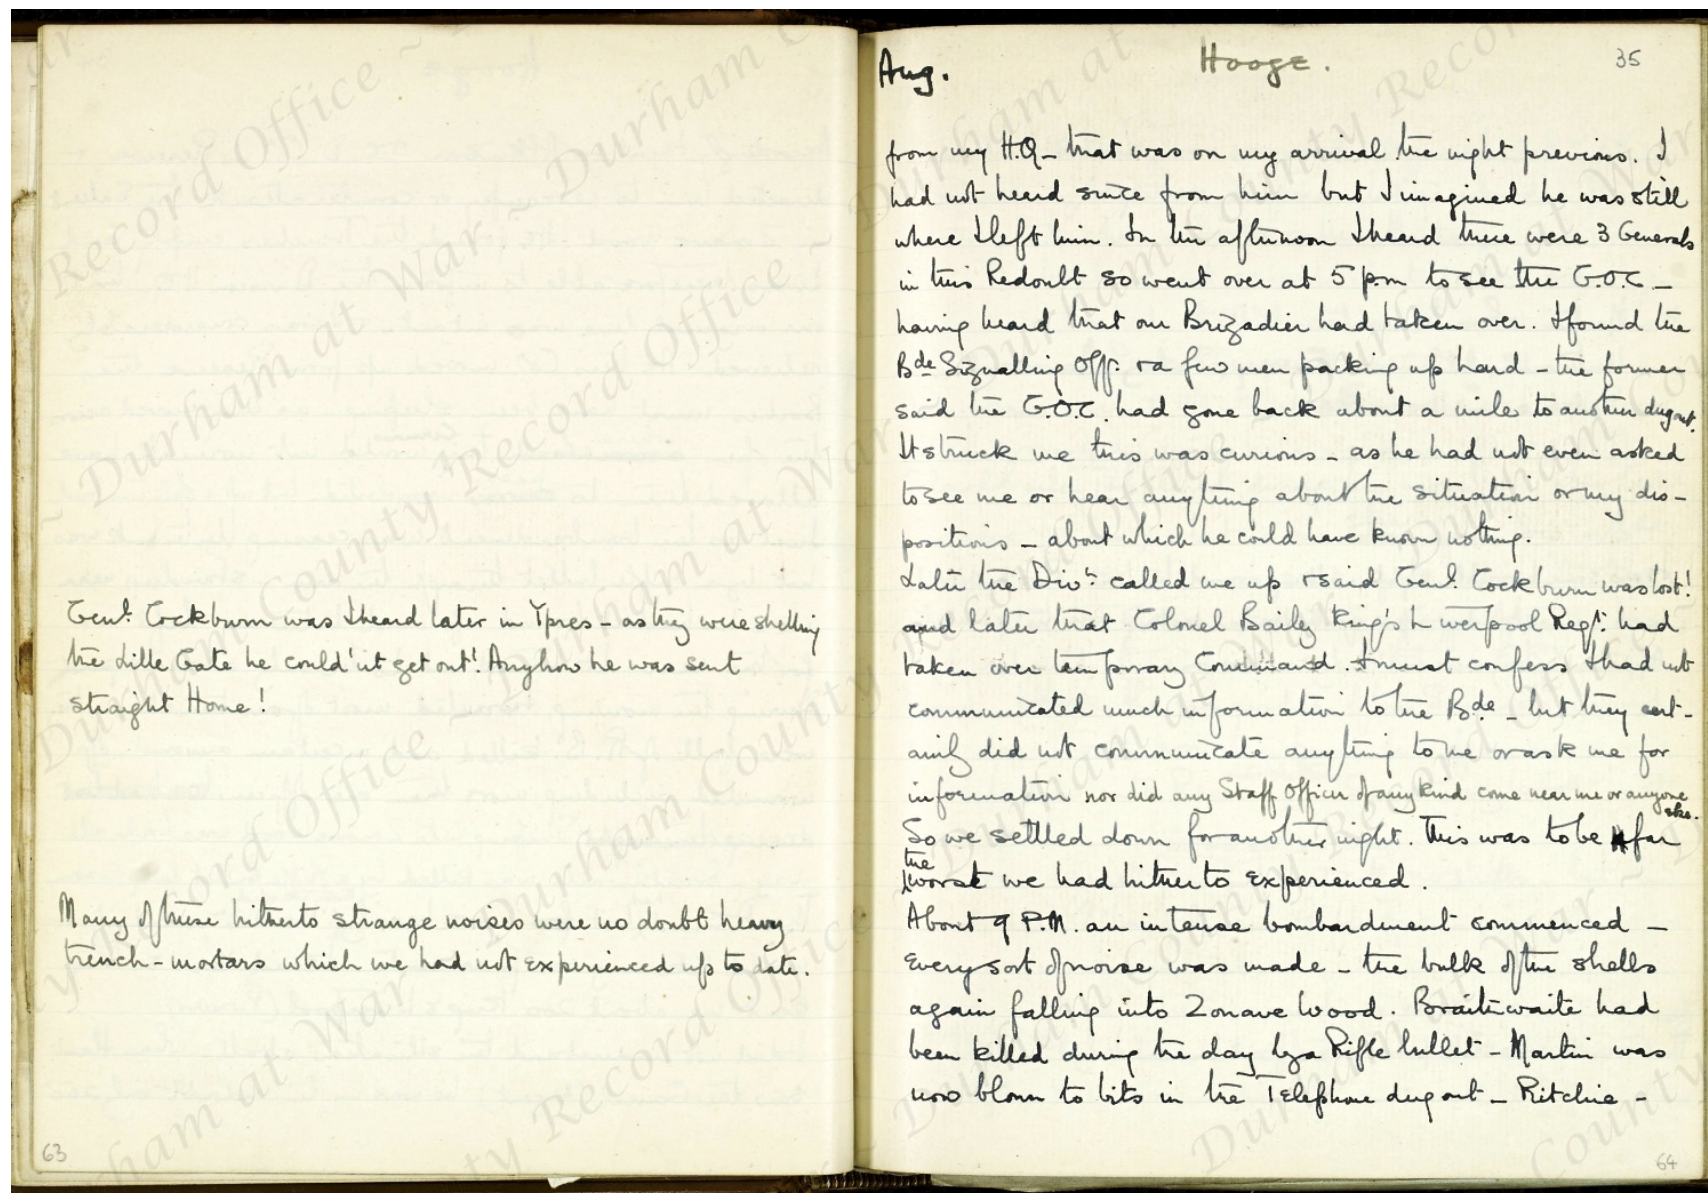 Genl. Cockburn was I heard later in Ypres - as they were shelling
the Lille Gate he could'nt get out! Anyhow he was sent
straight Home!
Many of these hitherto strange noises were no doubt heavy
trench-mortars which we had not experienced up to date.
63
Aug. Hooge. 35
from my H.Q - that was on my arrival the night previous. I
had not heard since from him but I imagined he was still
where I left him. In the afternoon I heard there were 3 Generals
in this Redoubt so went over at 5 p.m to see the G.O.C -
having heard that our Brigadier had taken over. I found the
Bde Signalling Off: & a few men packing up hard - the former
said the G.O.C. had gone back about a mile to another dugout.
It struck me this was curious - as he had not even asked
to see me or hear anything about the situation or my dis-
positions - about which he could have known nothing.
Later the Divn: called me up & said Genl. Cockburn was lost!
and later that Colonel Bailey King's Liverpool Regt: had
taken over temporary Command. I must confess I had not
communicated much information to the Bde - but they cert-
ainly did not communicate anything to me or ask me for
information nor did any Staff Officer of any kind come near me or anyone
else.
So we settled down for another night. This was to be far
the
worst we had hitherto experienced.
About 9 P.M. an intense bombardment commenced -
Every sort of noise was made - the bulk of the shells
again falling into Zonave Wood. Braithwaite had
been killed during the day by a Rifle bullet - Martin was
now blown to bits in the Telephone dugout - Ritchie -
64